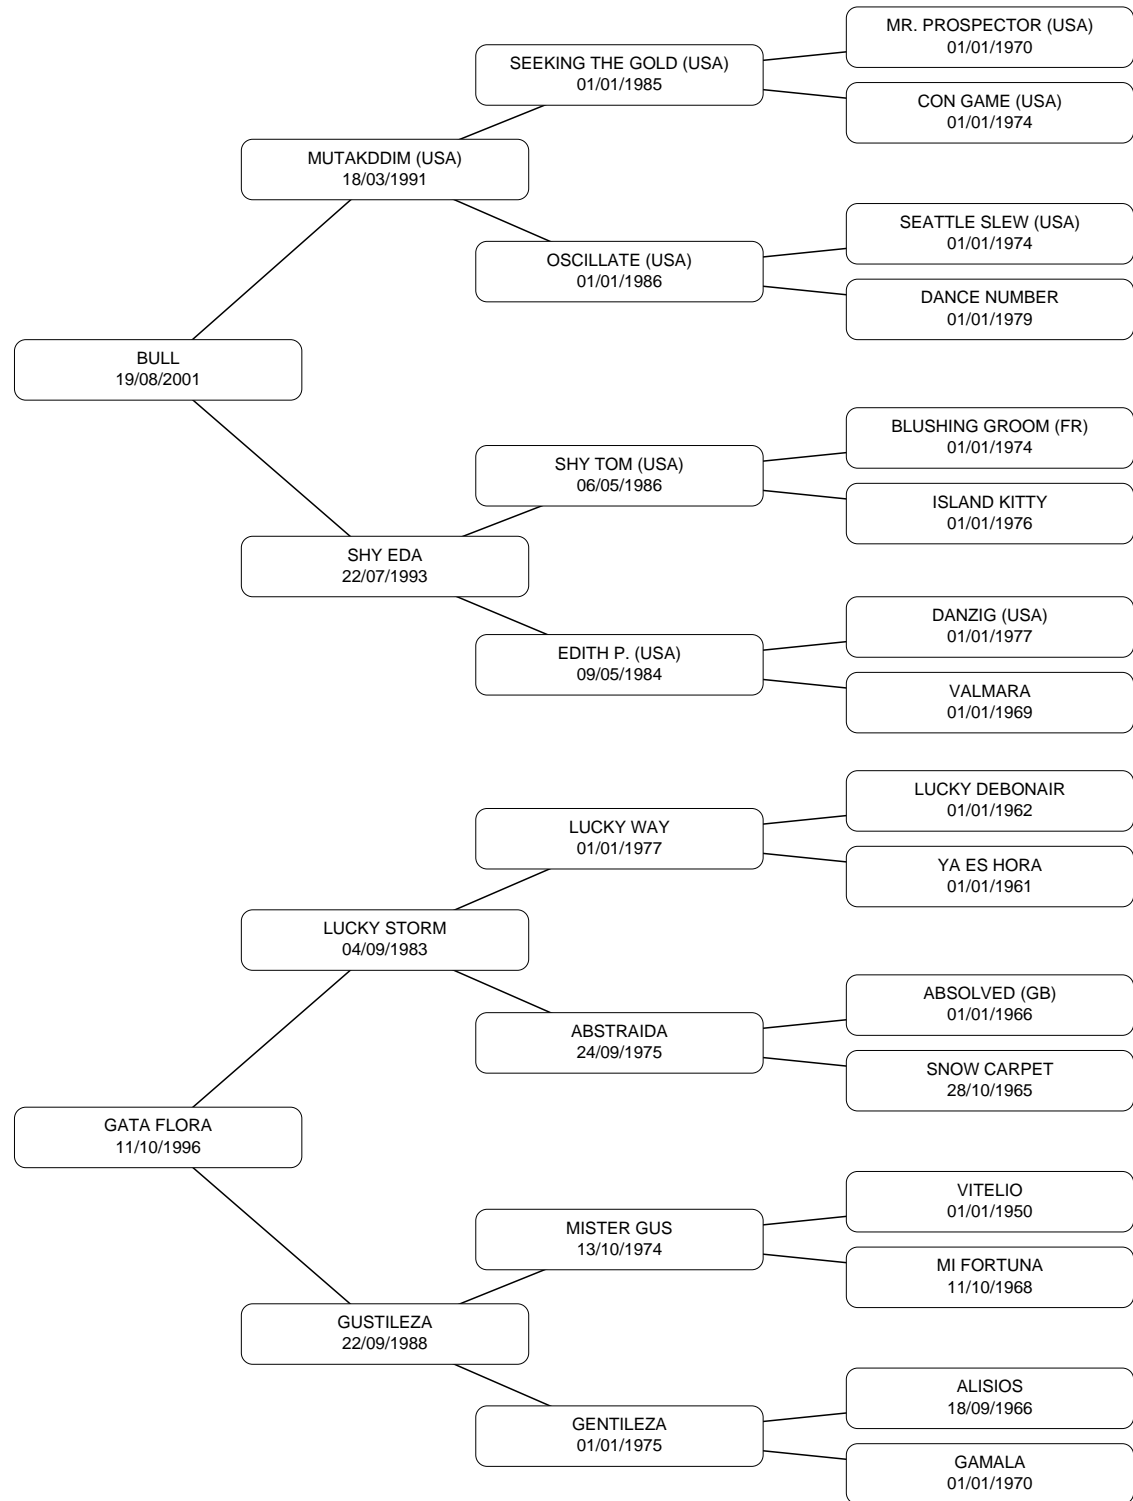 MR. PROSPECTOR (USA)
01/01/1970
SEEKING THE GOLD (USA)
01/01/1985
CON GAME (USA)
01/01/1974
MUTAKDDIM (USA)
18/03/1991
SEATTLE SLEW (USA)
01/01/1974
OSCILLATE (USA)
01/01/1986
DANCE NUMBER
01/01/1979
BULL
19/08/2001
BLUSHING GROOM (FR)
01/01/1974
SHY TOM (USA)
06/05/1986
ISLAND KITTY
01/01/1976
SHY EDA
22/07/1993
DANZIG (USA)
01/01/1977
EDITH P. (USA)
09/05/1984
VALMARA
01/01/1969
LUCKY DEBONAIR
01/01/1962
LUCKY WAY
01/01/1977
YA ES HORA
01/01/1961
LUCKY STORM
04/09/1983
ABSOLVED (GB)
01/01/1966
ABSTRAIDA
24/09/1975
SNOW CARPET
28/10/1965
GATA FLORA
11/10/1996
VITELIO
01/01/1950
MISTER GUS
13/10/1974
MI FORTUNA
11/10/1968
GUSTILEZA
22/09/1988
ALISIOS
18/09/1966
GENTILEZA
01/01/1975
GAMALA
01/01/1970